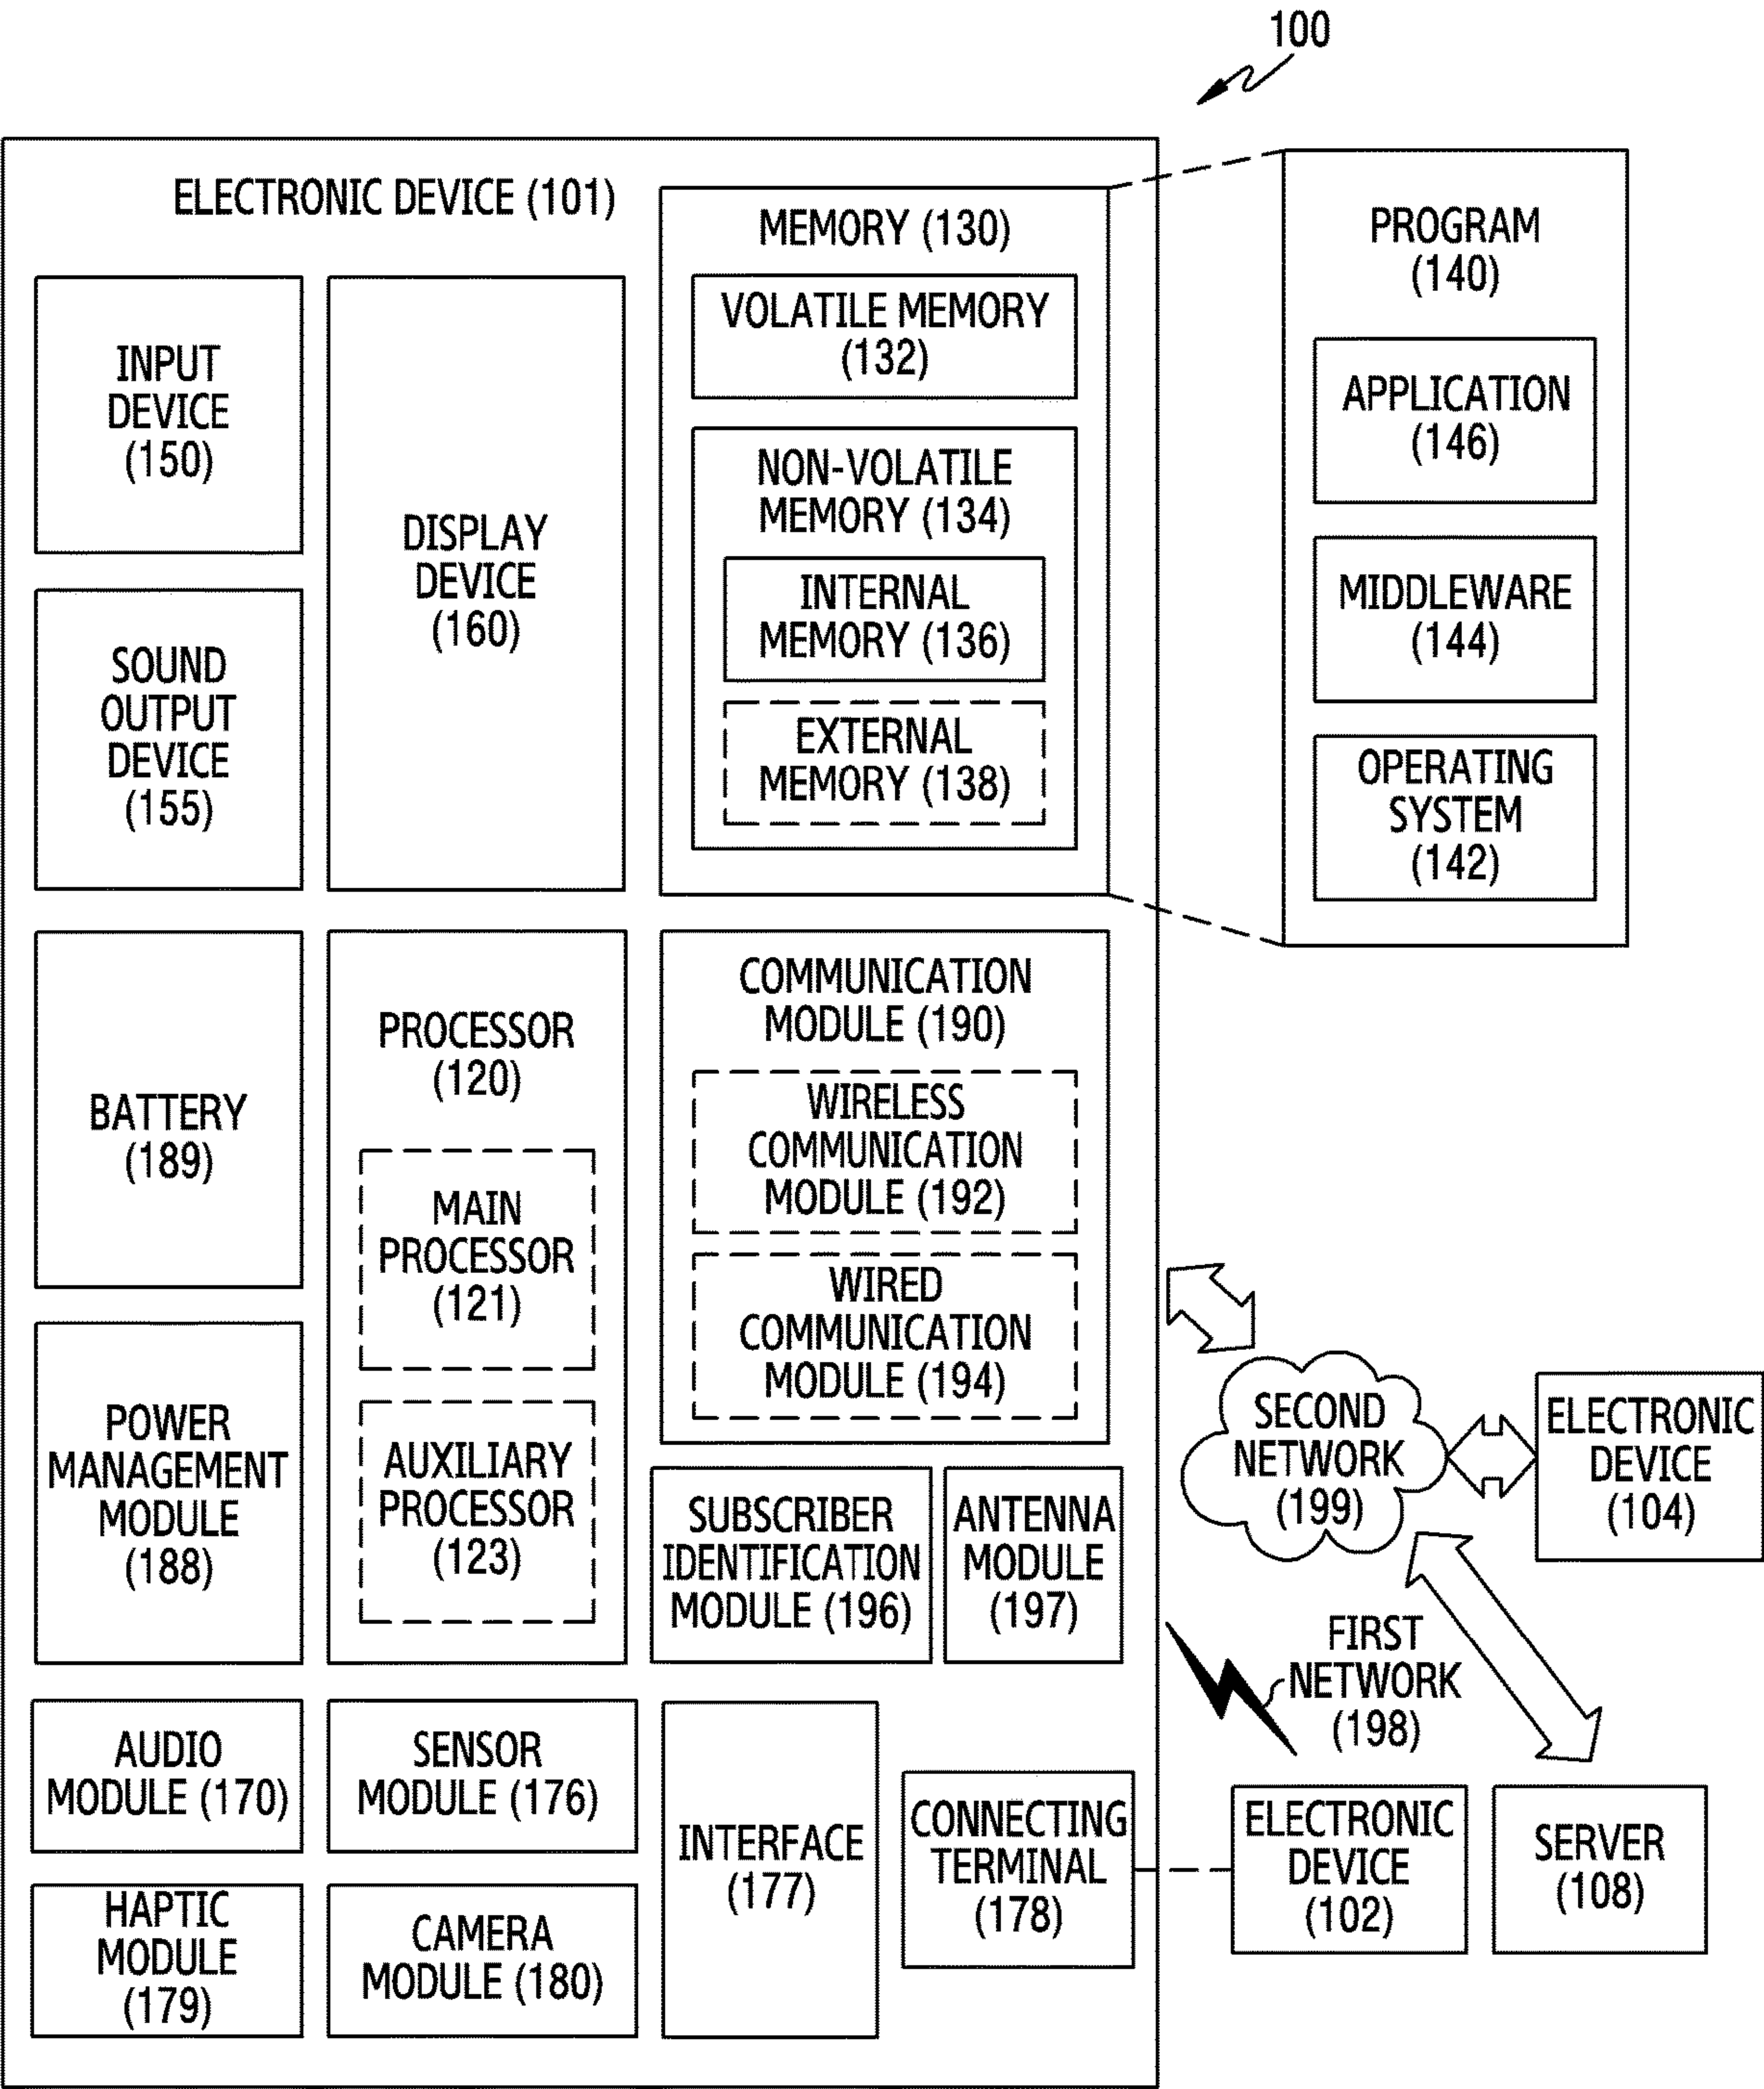 100
ELECTRONIC DEVICE (101)
INPUT
DEVICE
(150)
SOUND
OUTPUT
DEVICE
(155)
DISPLAY
DEVICE
(160)
MEMORY (130)
VOLATILE MEMORY
(132)
NON-VOLATILE
MEMORY (134)
INTERNAL
MEMORY (136)
EXTERNAL
MEMORY (138)
PROGRAM
(140)
APPLICATION
(146)
MIDDLEWARE
(144)
OPERATING
SYSTEM
(142)
BATTERY
(189)
POWER
MANAGEMENT
MODULE
(188)
PROCESSOR
(120)
MAIN
PROCESSOR
(121)
AUXILIARY
PROCESSOR
(123)
COMMUNICATION
MODULE (190)
WIRELESS
COMMUNICATION
MODULE (192)
WIRED
COMMUNICATION
MODULE (194)
SUBSCRIBER
IDENTIFICATION
MODULE (196)
ANTENNA
MODULE
(197)
SECOND
NETWORK
(199)
ELECTRONIC
DEVICE
(104)
FIRST
NETWORK
(198)
AUDIO
MODULE (170)
SENSOR
MODULE (176)
HAPTIC
MODULE
(179)
CAMERA
MODULE (180)
INTERFACE
(177)
CONNECTING
TERMINAL
(178)
ELECTRONIC
DEVICE
(102)
SERVER
(108)